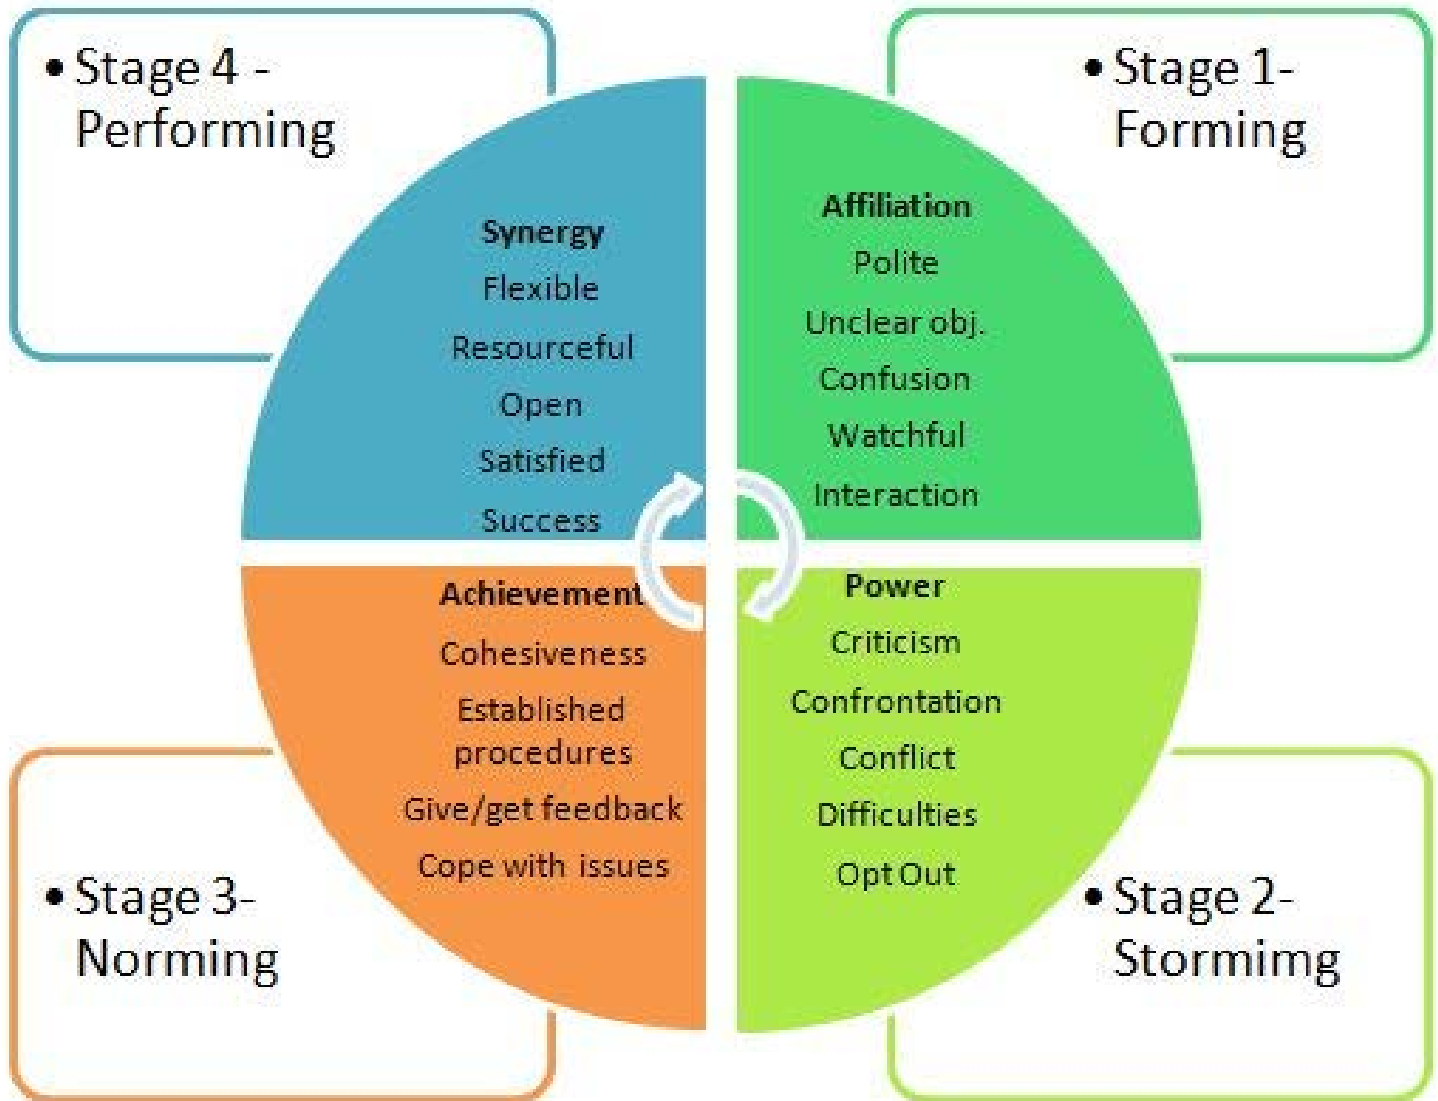 • Stage 4 -
Performing
• Stage 1-
Forming
Synergy
Flexible
Resourceful
Open
Satisfied
Success
Affiliation
Polite
Unclear obj.
Confusion
Watchful
Interaction
Achievement
Cohesiveness
Established
procedures
Give/get feedback
Cope with issues
Power
Criticism
Confrontation
Conflict
Difficulties
Opt Out
• Stage 3-
Norming
• Stage 2-
Stormimg